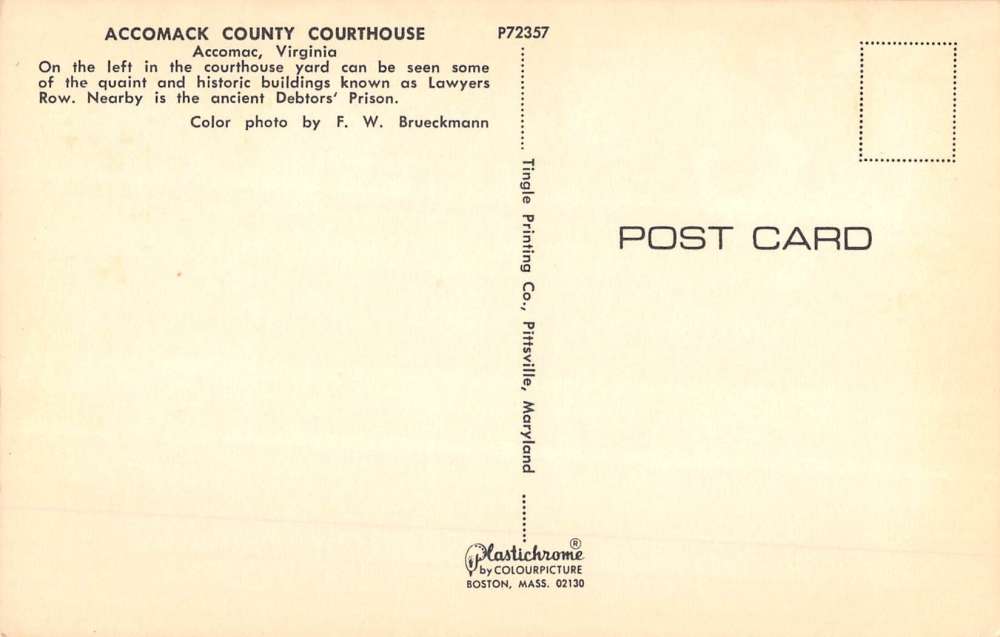 ACCOMACK COUNTY COURTHOUSE
Accomac, Virginia
On the left in the courthouse yard can be seen some
of the quaint and historic buildings known as Lawyers
Row. Nearby is the ancient Debtors' Prison.
Color photo by F. W. Brueckmann
P72357
Tingle Printing Co., Pittsville, Maryland
Plastichrome ®
by COLOURPICTURE
BOSTON, MASS. 02130
POST CARD